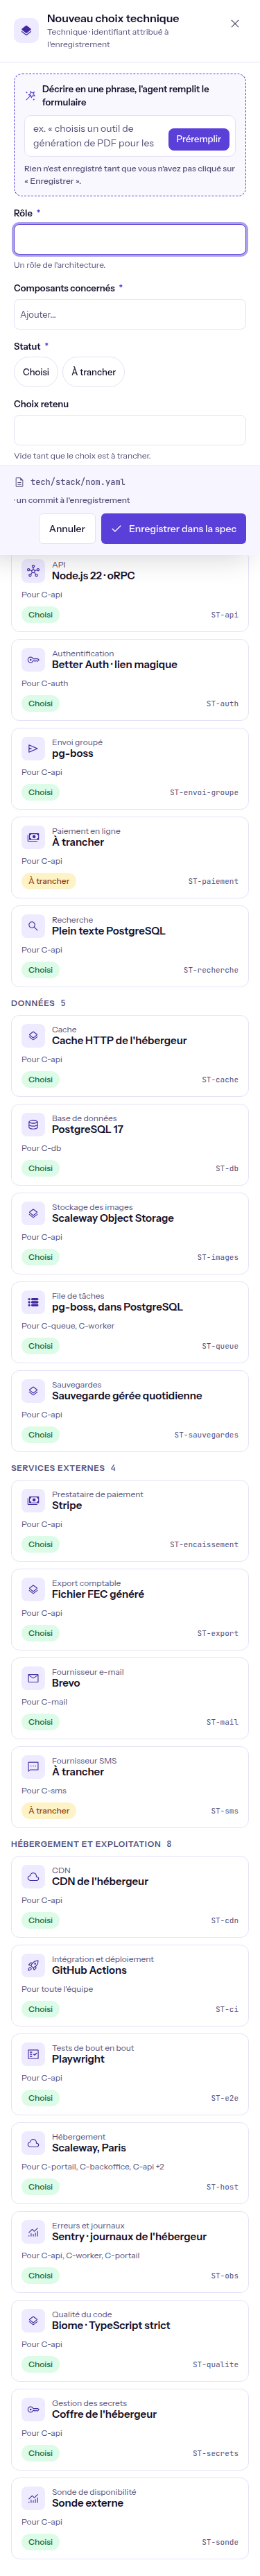 Nouveau choix technique
Technique · identifiant attribué à
l'enregistrement
Décrire en une phrase, l'agent remplit le
formulaire
ex. « choisis un outil de
génération de PDF pour les
Préremplir
Rien n'est enregistré tant que vous n'avez pas cliqué sur
« Enregistrer ».
Rôle *
Un rôle de l'architecture.
Composants concernés *
Ajouter...
Statut *
Choisi
À trancher
Choix retenu
Vide tant que le choix est à trancher.
tech/stack/nom.yaml
· un commit à l'enregistrement
Annuler
Enregistrer dans la spec
API
Node.js 22 · oRPC
Pour C-api
Choisi
ST-api
Authentification
Better Auth · lien magique
Pour C-auth
Choisi
ST-auth
Envoi groupé
pg-boss
Pour C-api
Choisi
ST-envoi-groupe
Paiement en ligne
À trancher
Pour C-api
À trancher
ST-paiement
Recherche
Plein texte PostgreSQL
Pour C-api
Choisi
ST-recherche
DONNÉES 5
Cache
Cache HTTP de l'hébergeur
Pour C-api
Choisi
ST-cache
Base de données
PostgreSQL 17
Pour C-db
Choisi
ST-db
Stockage des images
Scaleway Object Storage
Pour C-api
Choisi
ST-images
File de tâches
pg-boss, dans PostgreSQL
Pour C-queue, C-worker
Choisi
ST-queue
Sauvegardes
Sauvegarde gérée quotidienne
Pour C-api
Choisi
ST-sauvegardes
SERVICES EXTERNES 4
Prestataire de paiement
Stripe
Pour C-api
Choisi
ST-encaissement
Export comptable
Fichier FEC généré
Pour C-api
Choisi
ST-export
Fournisseur e-mail
Brevo
Pour C-mail
Choisi
ST-mail
Fournisseur SMS
À trancher
Pour C-sms
À trancher
ST-sms
HÉBERGEMENT ET EXPLOITATION 8
CDN
CDN de l'hébergeur
Pour C-api
Choisi
ST-cdn
Intégration et déploiement
GitHub Actions
Pour toute l'équipe
Choisi
ST-ci
Tests de bout en bout
Playwright
Pour C-api
Choisi
ST-e2e
Hébergement
Scaleway, Paris
Pour C-portail, C-backoffice, C-api +2
Choisi
ST-host
Erreurs et journaux
Sentry · journaux de l'hébergeur
Pour C-api, C-worker, C-portail
Choisi
ST-obs
Qualité du code
Biome · TypeScript strict
Pour C-api
Choisi
ST-qualite
Gestion des secrets
Coffre de l'hébergeur
Pour C-api
Choisi
ST-secrets
Sonde de disponibilité
Sonde externe
Pour C-api
Choisi
ST-sonde